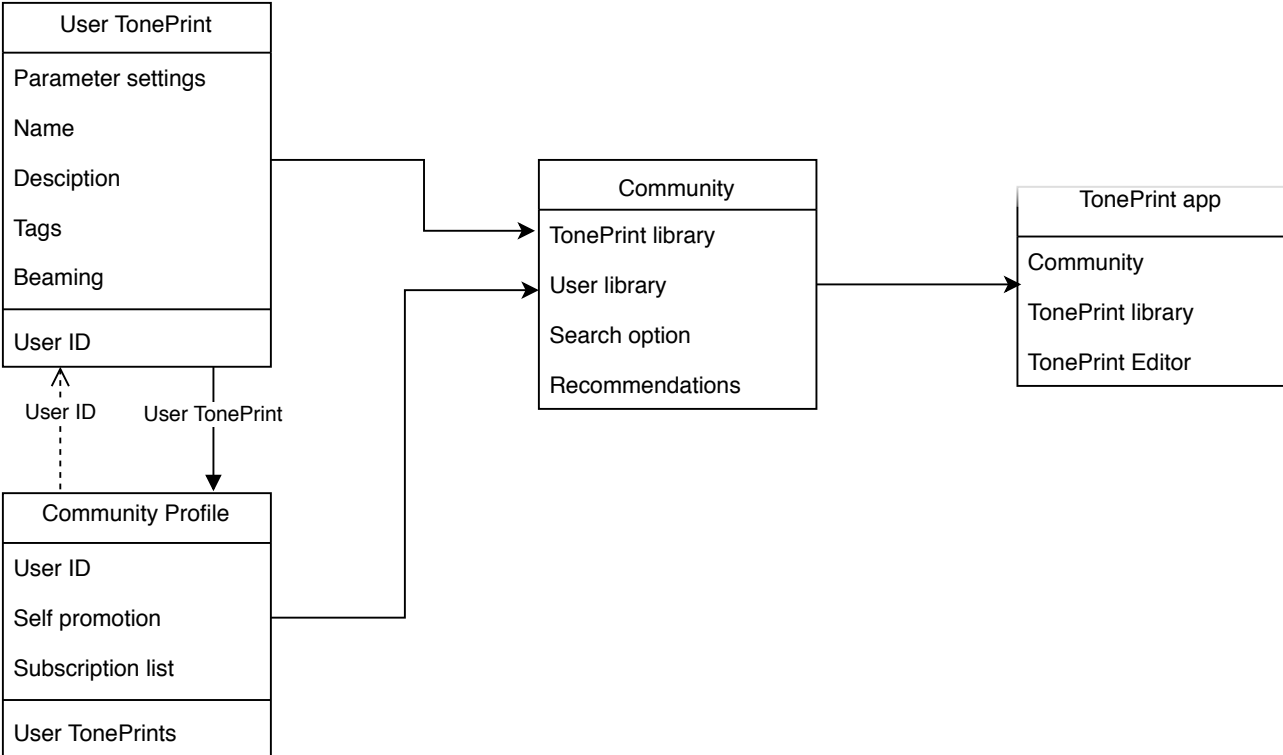 User TonePrint
Parameter settings
Name
Desciption
Tags
Beaming
User ID
User ID
User TonePrint
Community Profile
User ID
Self promotion
Subscription list
User TonePrints
Community
TonePrint library
User library
Search option
Recommendations
TonePrint app
Community
TonePrint library
TonePrint Editor